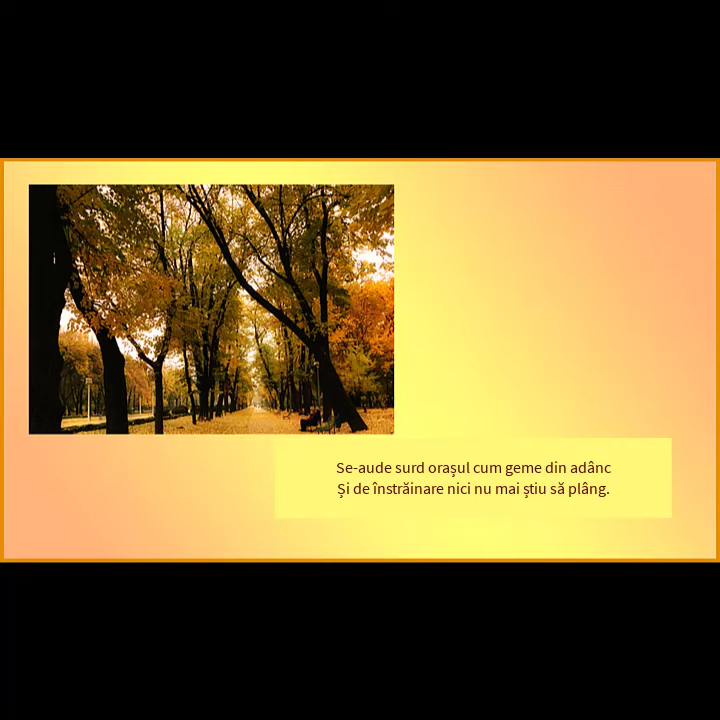 Se-aude surd orașul cum geme din adânc
Și de înstrăinare nici nu mai știu să plâng.